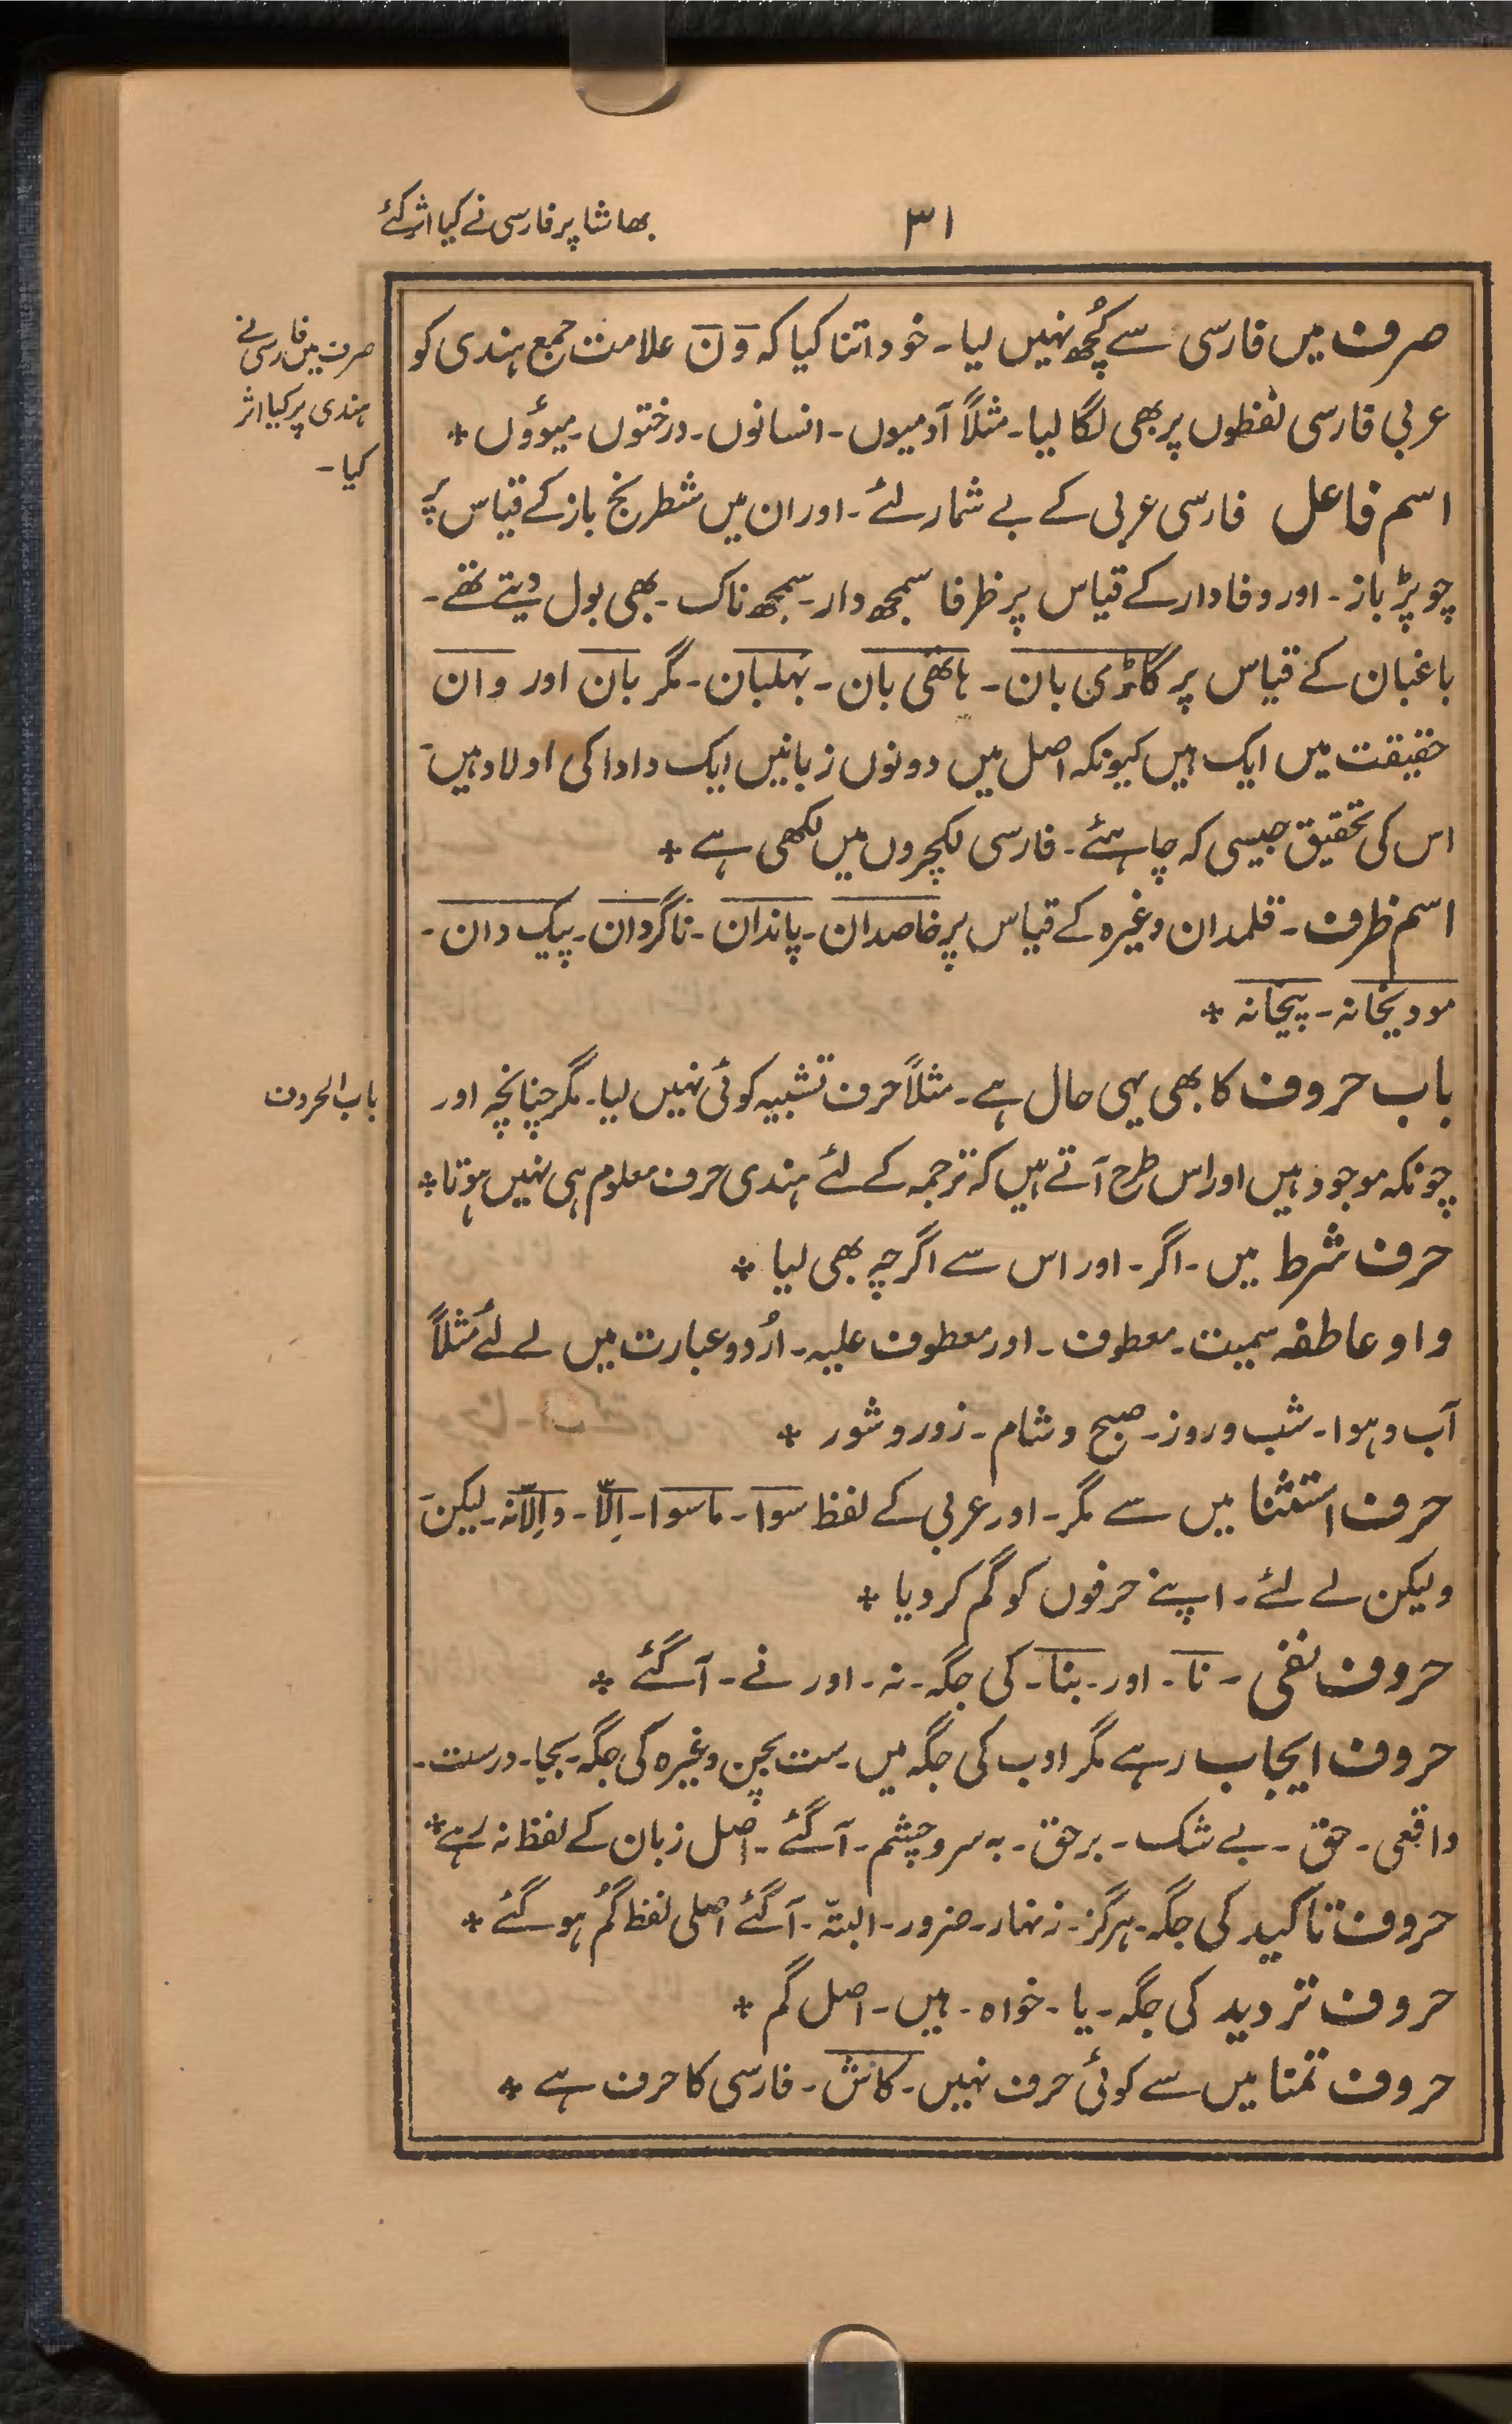 بھاشا پر فارسی نے کیا اثر کئے
۳۱
صرف میں فارسی نے
ہندی پر کیا اثر
کیا ۔
صرف میں فارسی سے کُچھ نہیں لیا۔ خود اتنا کیا کہ وَن علامت جمع ہندی کو
عربی فارسی لفظوں پر بھی لگا لیا۔ مثلاً آدمیوں۔ انسانوں۔ درختوں۔ میوؤں *
اسم فاعل فارسی عربی کے بے شمار لئے۔ اور ان میں شطرنج باز کے قیاس پر
چوپڑ باز۔ اور وفادار کے قیاس پر ظرفا سمجھ دار۔ سمجھ ناک۔ بھی بول دیتے تھے۔
باغبان کے قیاس پر گاڑی بان۔ ہاتھی بان۔ بہلبان۔ مگر بان اور وان
حقیقت میں ایک ہیں کیونکہ اصل میں دونوں زبانیں ایک دادا کی اولاد ہیں۔
اس کی تحقیق جیسی کہ چاہئے۔ فارسی لکچروں میں لکھی ہے *
اسم ظرف۔ قلمدان وغیرہ کے قیاس پر خاصدان۔ پاندان۔ ناگردان۔ پیک دان۔
مودیخانہ۔ پیخانہ *
باب الحروف
باب حروف کا بھی یہی حال ہے۔ مثلاً حرف تشبیہ کوئی نہیں لیا۔ مگر چنانچہ اور
چونکہ موجود ہیں اور اس طرح آتے ہیں کہ ترجمہ کے لئے ہندی حرف معلوم ہی نہیں ہوتا *
حرف شرط میں۔ اگر۔ اور اس سے اگرچہ بھی لیا *
واو عاطفہ سمیت۔ معطوف۔ اور معطوف علیہ۔ اُردو عبارت میں لے لئے مثلاً
آب و ہوا۔ شب و روز۔ صبح و شام۔ زور و شور *
حرف استثنا میں سے مگر۔ اور عربی کے لفظ سوا۔ ماسوا۔ اِلّا۔ واِلّانہ۔ لیکن۔
ولیکن لے لئے۔ اپنے حرفوں کو گم کر دیا *
حروف نفی۔ نا۔ اور۔ بنا۔ کی جگہ۔ نہ۔ اور نے۔ آ گئے *
حروف ایجاب رہے مگر ادب کی جگہ میں۔ ست بچن وغیرہ کی جگہ۔ بجا۔ درست۔
واقعی۔ حق۔ بے شک۔ برحق۔ بہ سر و چشم۔ آ گئے۔ اصل زبان کے لفظ نہ رہے *
حروف تاکید کی جگہ۔ ہرگز۔ زنہار۔ ضرور۔ البتّہ۔ آ گئے اصلی لفظ گُم ہو گئے *
حروف تردید کی جگہ۔ یا۔ خواہ۔ ہیں۔ اصل گم *
حروف تمنا میں سے کوئی حرف نہیں۔ کاش۔ فارسی کا حرف ہے *